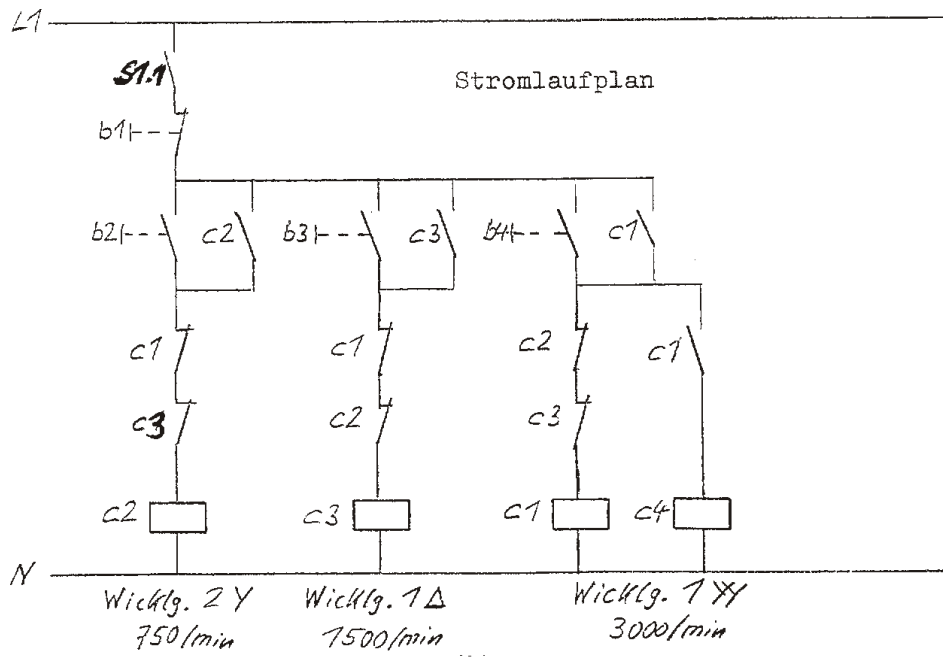 L1
S1.1
Stromlaufplan
b1
b2 c2 b3 c3 b4 c1
c1 c1 c2 c1
c3 c2 c3
c2 c3 c1 c4
N
Wicklg. 2 Y Wicklg. 1 Δ Wicklg. 1 YY
750/min 1500/min 3000/min